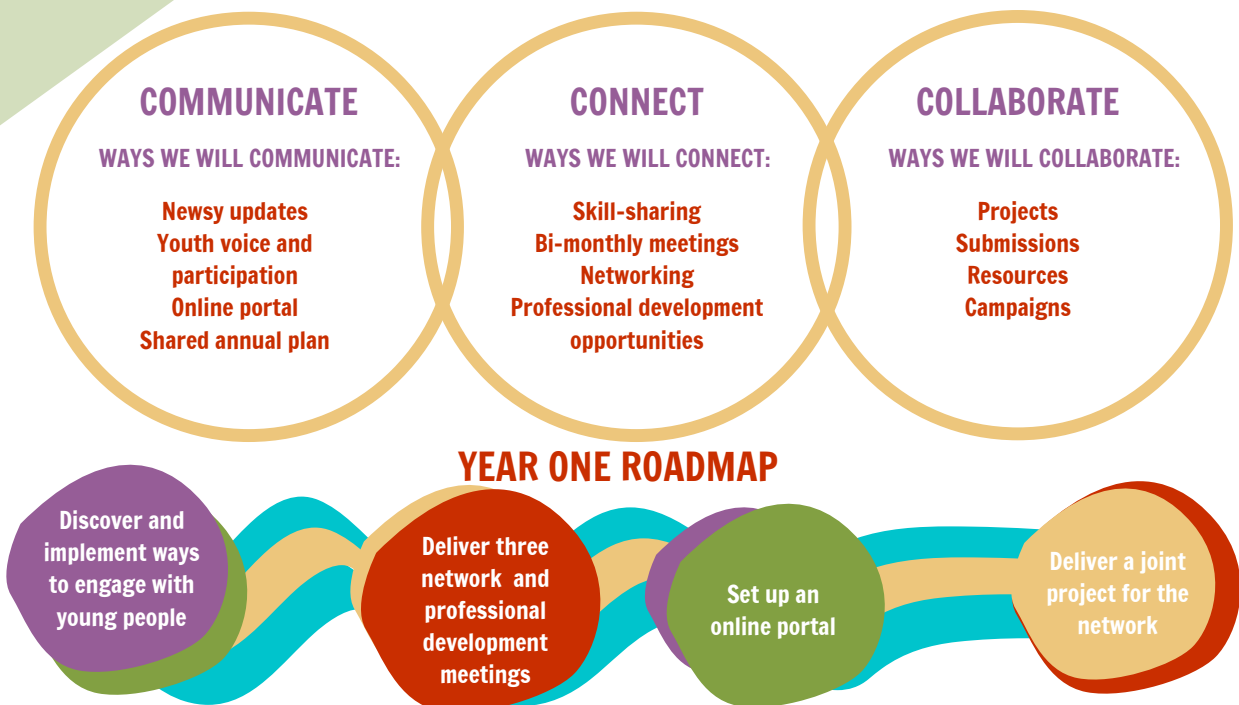 COMMUNICATE
WAYS WE WILL COMMUNICATE:
Newsy updates
Youth voice and
participation
Online portal
Shared annual plan
CONNECT
WAYS WE WILL CONNECT:
Skill-sharing
Bi-monthly meetings
Networking
Professional development
opportunities
COLLABORATE
WAYS WE WILL COLLABORATE:
Projects
Submissions
Resources
Campaigns
YEAR ONE ROADMAP
Discover and
implement ways
to engage with
young people
Deliver three
network and
professional
development
meetings
Set up an
online portal
Deliver a joint
project for the
network